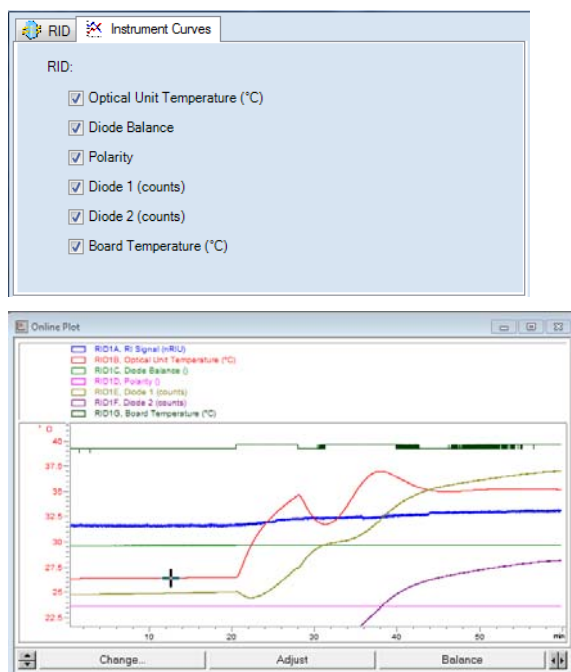 RID Instrument Curves
RID:
Optical Unit Temperature (°C)
Diode Balance
Polarity
Diode 1 (counts)
Diode 2 (counts)
Board Temperature (°C)
Online Plot
RID1A, RI Signal (nRIU)
RID1B, Optical Unit Temperature (°C)
RID1C, Diode Balance ()
RID1D, Polarity ()
RID1E, Diode 1 (counts)
RID1F, Diode 2 (counts)
RID1G, Board Temperature (°C)
40
37.5
35
32.5
30
27.5
25
22.5
10 20 30 40 50 min
Change... Adjust Balance